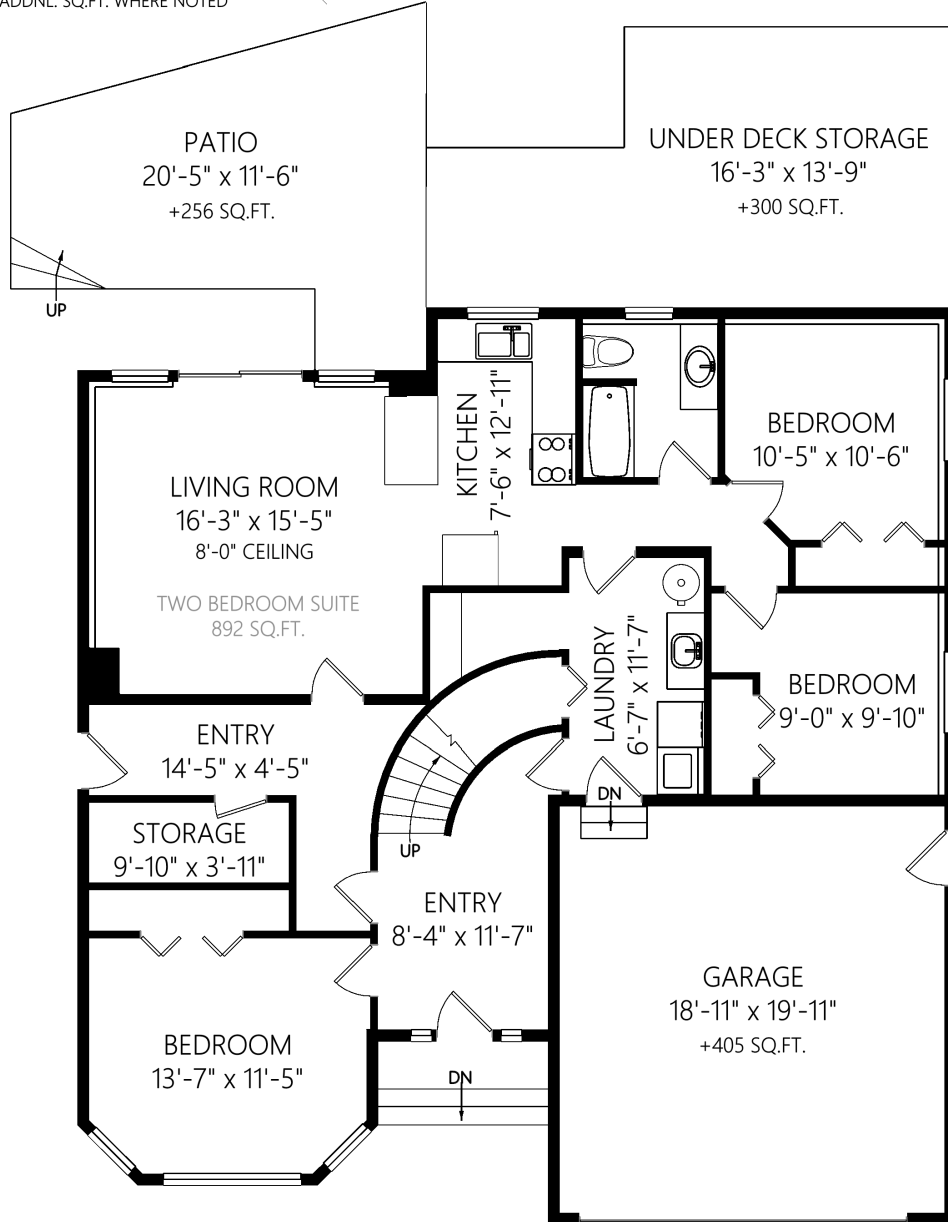 ADDNL. SQ.FT. WHERE NOTED
PATIO
20'-5" x 11'-6"
+256 SQ.FT.
UP
UNDER DECK STORAGE
16'-3" x 13'-9"
+300 SQ.FT.
KITCHEN
7'-6" x 12'-11"
BEDROOM
10'-5" x 10'-6"
LIVING ROOM
16'-3" x 15'-5"
8'-0" CEILING
TWO BEDROOM SUITE
892 SQ.FT.
LAUNDRY
6'-7" x 11'-7"
BEDROOM
9'-0" x 9'-10"
ENTRY
14'-5" x 4'-5"
DN
STORAGE
9'-10" x 3'-11"
UP
ENTRY
8'-4" x 11'-7"
GARAGE
18'-11" x 19'-11"
+405 SQ.FT.
BEDROOM
13'-7" x 11'-5"
DN